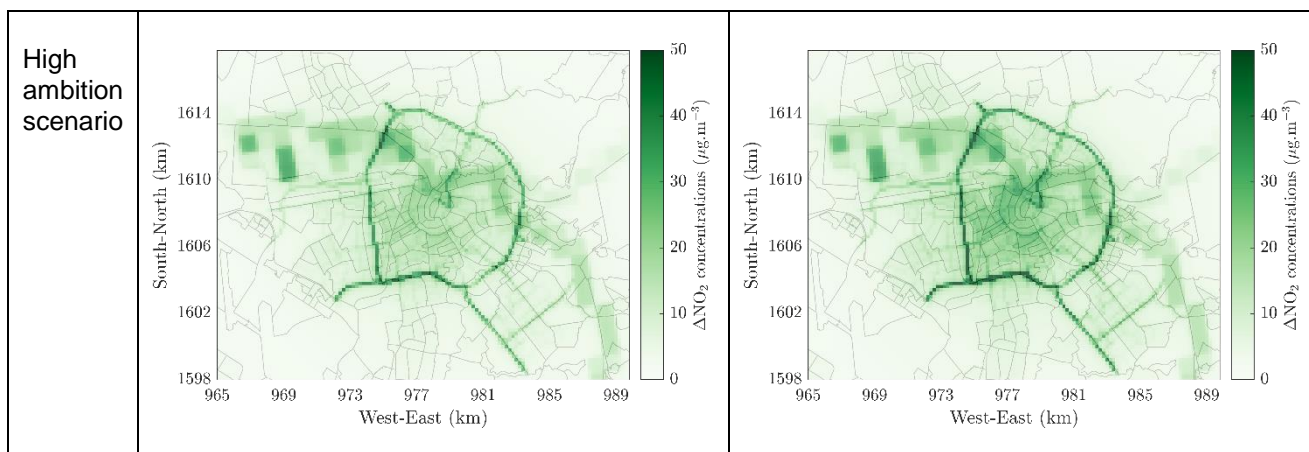 High
ambition
scenario
1614
1610
1606
1602
1598
South-North (km)
965 969 973 977 981 985 989
West-East (km)
50
40
30
20
10
0
ΔNO₂ concentrations (μg.m⁻³)
1614
1610
1606
1602
1598
South-North (km)
965 969 973 977 981 985 989
West-East (km)
50
40
30
20
10
0
ΔNO₂ concentrations (μg.m⁻³)